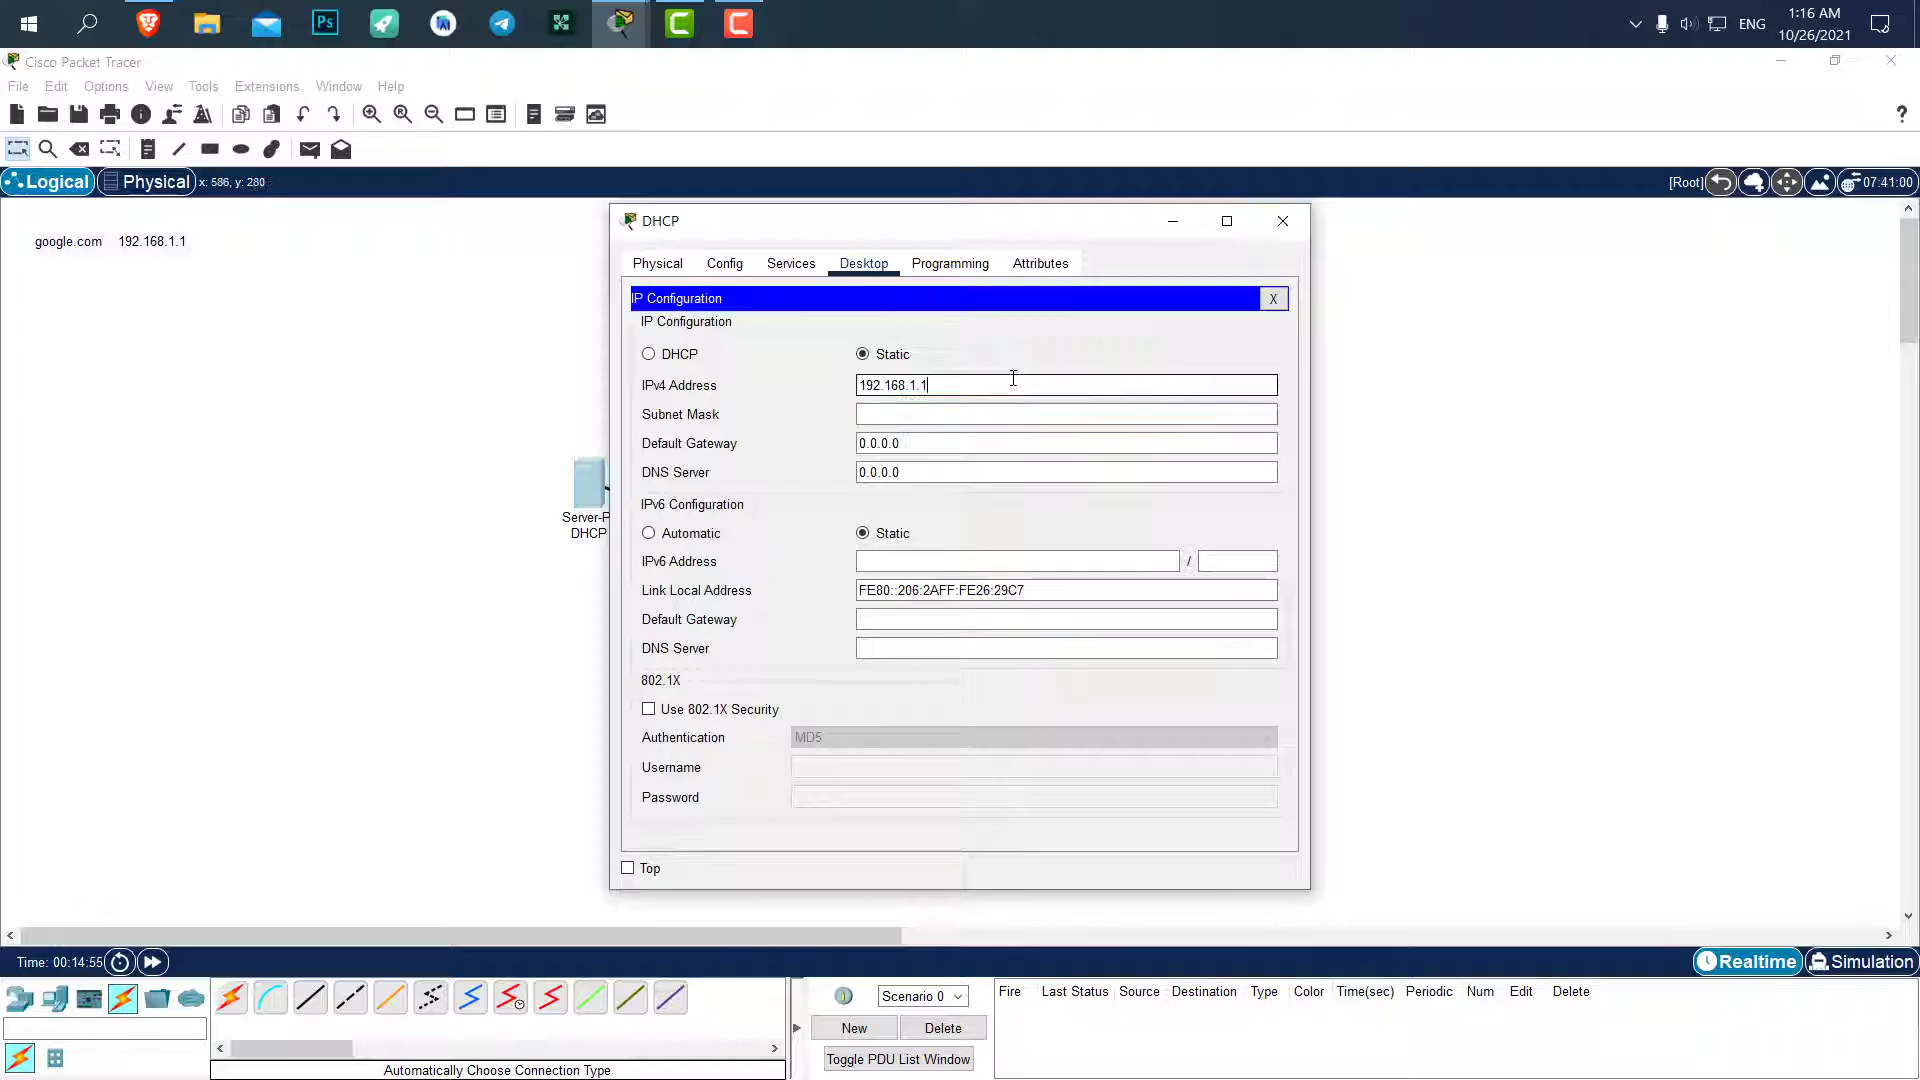 Ps
ENG
1:16 AM
10/26/2021
Cisco Packet Tracer
File Edit Options View Tools Extensions Window Help
?
Logical Physical x: 586, y: 280 [Root] 07:41:00
google.com 192.168.1.1
DHCP
Physical Config Services Desktop Programming Attributes
IP Configuration X
IP Configuration
DHCP Static
IPv4 Address 192.168.1.1
Subnet Mask
Default Gateway 0.0.0.0
DNS Server 0.0.0.0
IPv6 Configuration
Automatic Static
IPv6 Address /
Link Local Address FE80::206:2AFF:FE26:29C7
Default Gateway
DNS Server
802.1X
Use 802.1X Security
Authentication MD5
Username
Password
Top
Server-P
DHCP
Time: 00:14:55 Realtime Simulation
Scenario 0
New Delete
Toggle PDU List Window
Fire Last Status Source Destination Type Color Time(sec) Periodic Num Edit Delete
Automatically Choose Connection Type